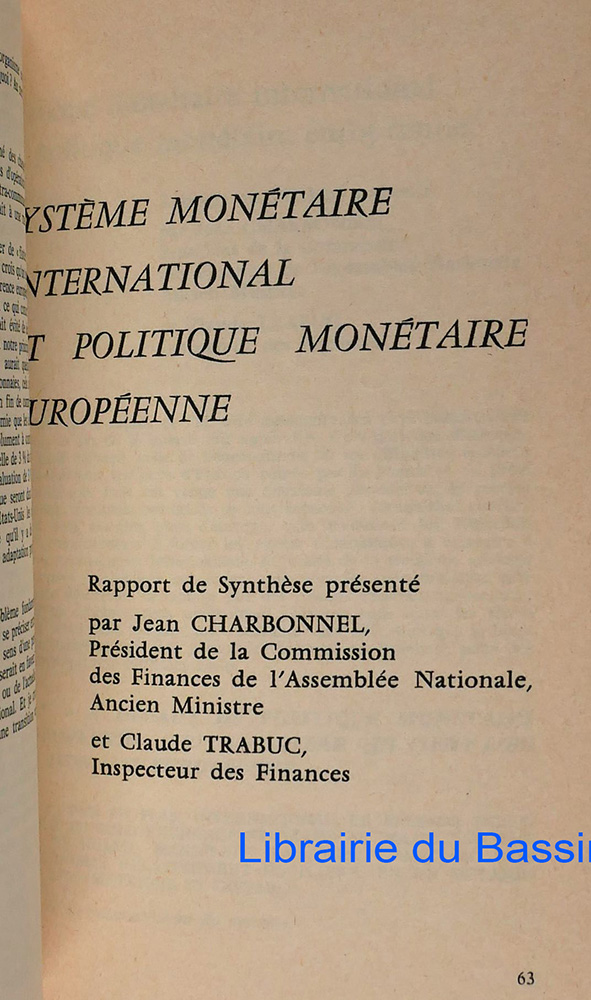 YSTÈME MONÉTAIRE
NTERNATIONAL
T POLITIQUE MONÉTAIRE
UROPÉENNE
Rapport de Synthèse présenté
par Jean CHARBONNEL,
Président de la Commission
des Finances de l'Assemblée Nationale,
Ancien Ministre
et Claude TRABUC,
Inspecteur des Finances
Librairie du Bassin
63